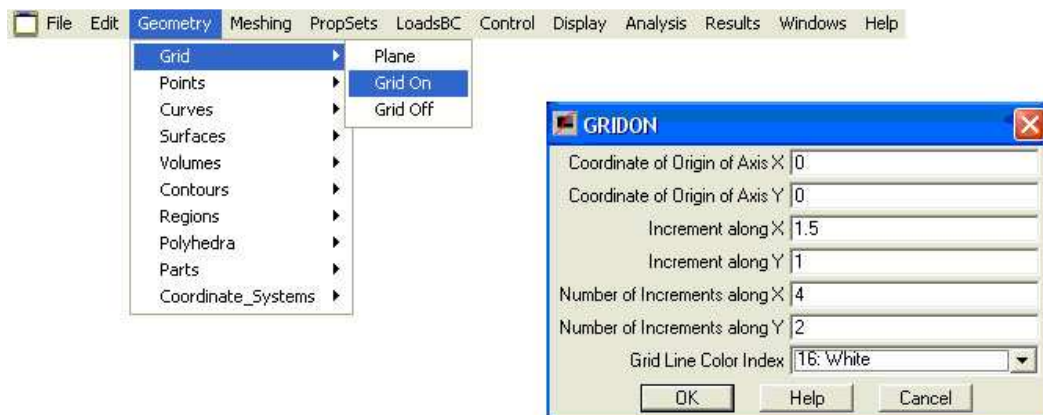 File Edit Geometry Meshing PropSets LoadsBC Control Display Analysis Results Windows Help
Grid
Points
Curves
Surfaces
Volumes
Contours
Regions
Polyhedra
Parts
Coordinate_Systems
Plane
Grid On
Grid Off
GRIDON
Coordinate of Origin of Axis X 0
Coordinate of Origin of Axis Y 0
Increment along X 1.5
Increment along Y 1
Number of Increments along X 4
Number of Increments along Y 2
Grid Line Color Index 16: White
OK Help Cancel